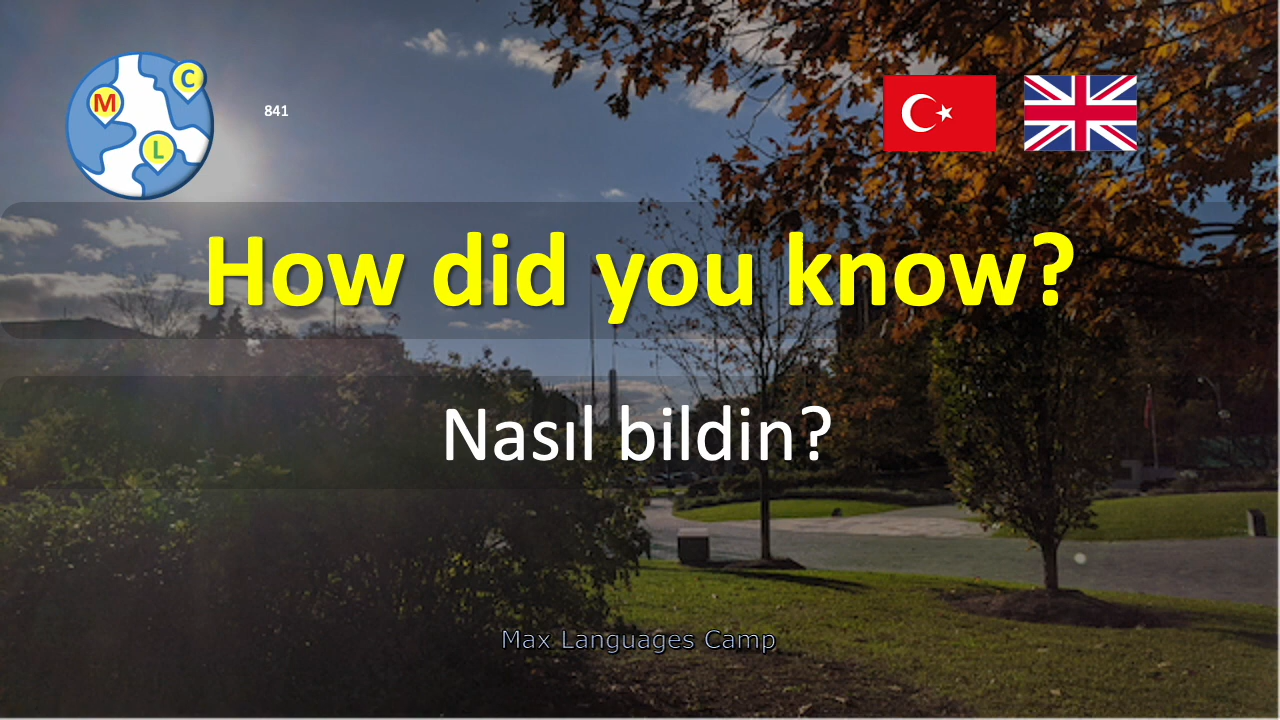 M
C
L
841
How did you know?
Nasıl bildin?
Max Languages Camp